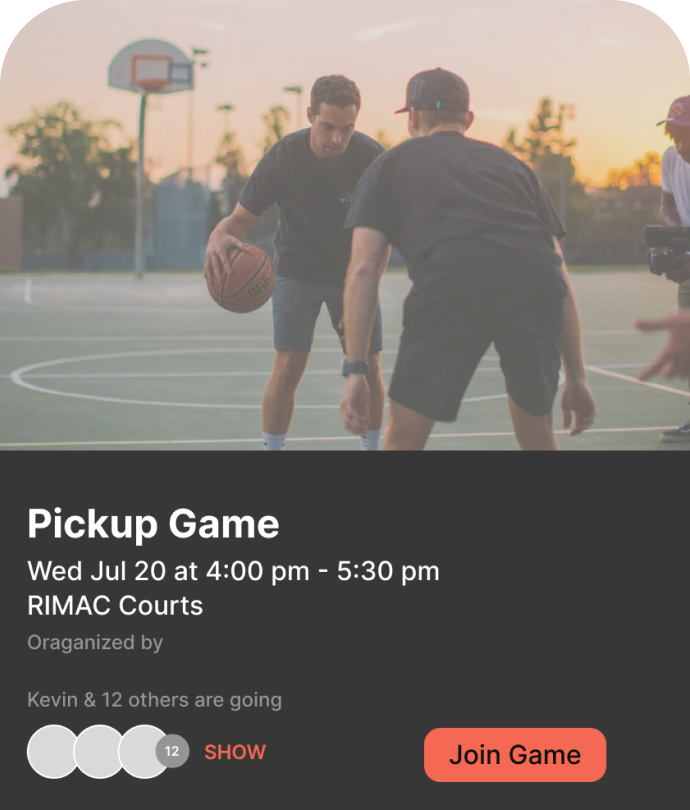 Pickup Game
Wed Jul 20 at 4:00 pm - 5:30 pm
RIMAC Courts
Oraganized by
Kevin & 12 others are going
12 SHOW
Join Game